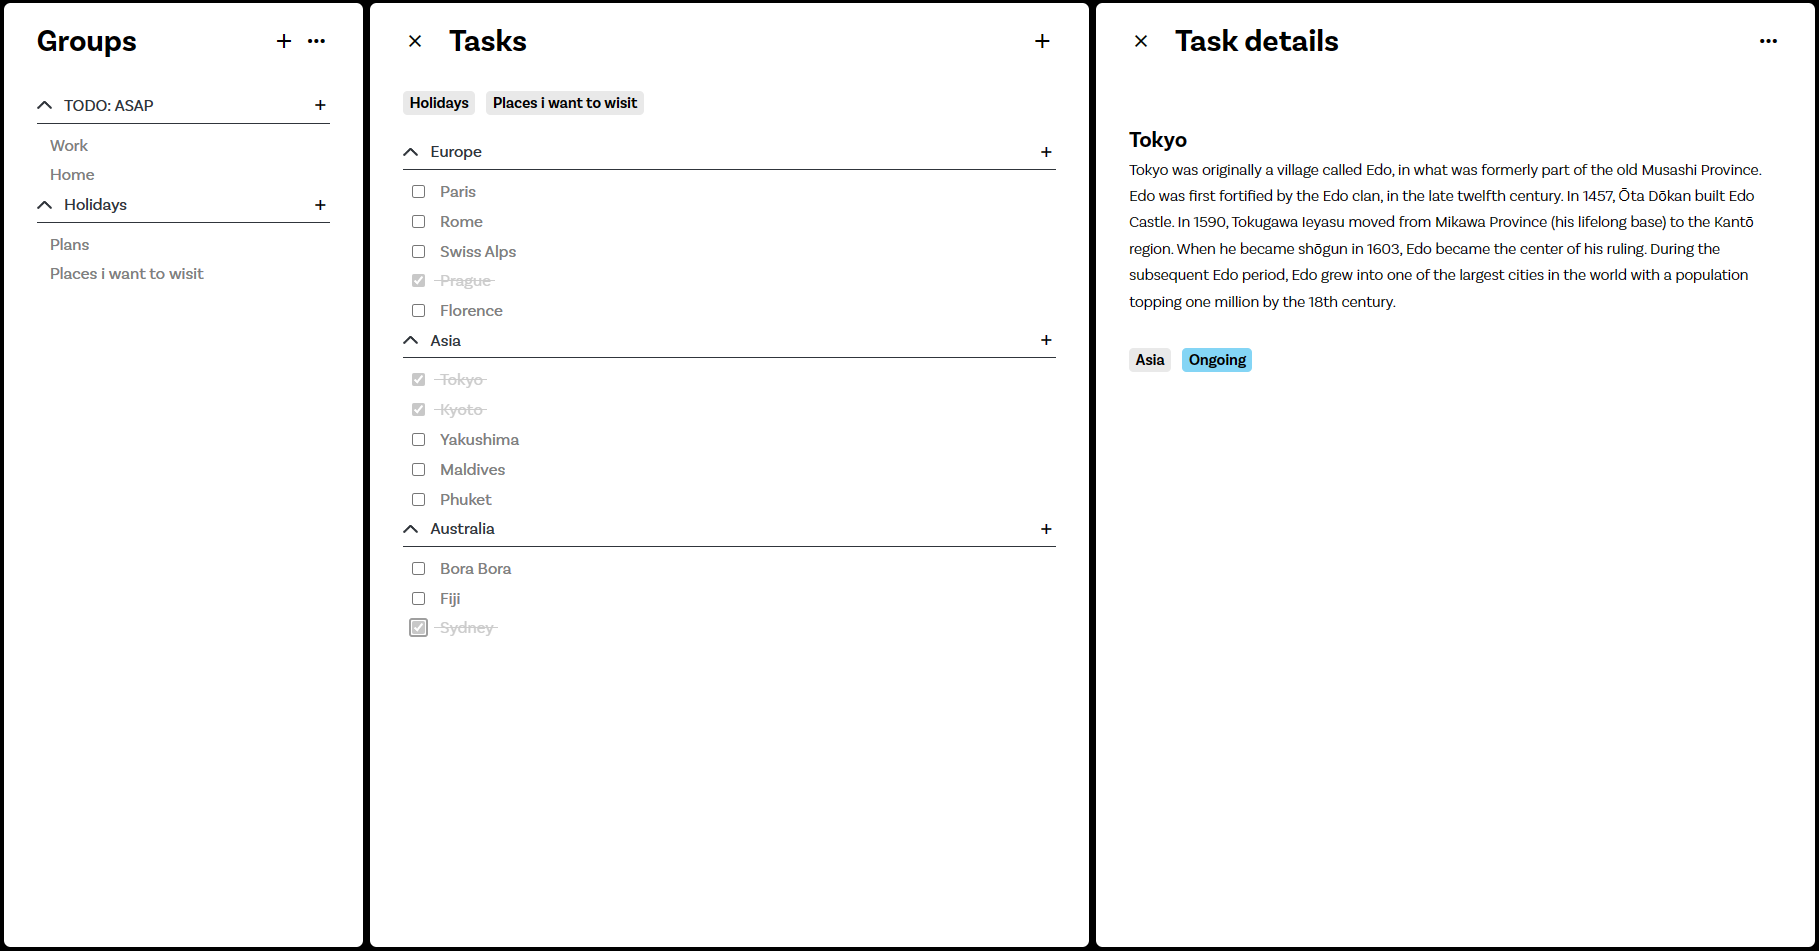 Groups
TODO: ASAP
Work
Home
Holidays
Plans
Places i want to wisit
Tasks
Holidays Places i want to wisit
Europe
Paris
Rome
Swiss Alps
Prague
Florence
Asia
Tokyo
Kyoto
Yakushima
Maldives
Phuket
Australia
Bora Bora
Fiji
Sydney
Task details
Tokyo
Tokyo was originally a village called Edo, in what was formerly part of the old Musashi Province.
Edo was first fortified by the Edo clan, in the late twelfth century. In 1457, Ōta Dōkan built Edo
Castle. In 1590, Tokugawa Ieyasu moved from Mikawa Province (his lifelong base) to the Kantō
region. When he became shōgun in 1603, Edo became the center of his ruling. During the
subsequent Edo period, Edo grew into one of the largest cities in the world with a population
topping one million by the 18th century.
Asia Ongoing